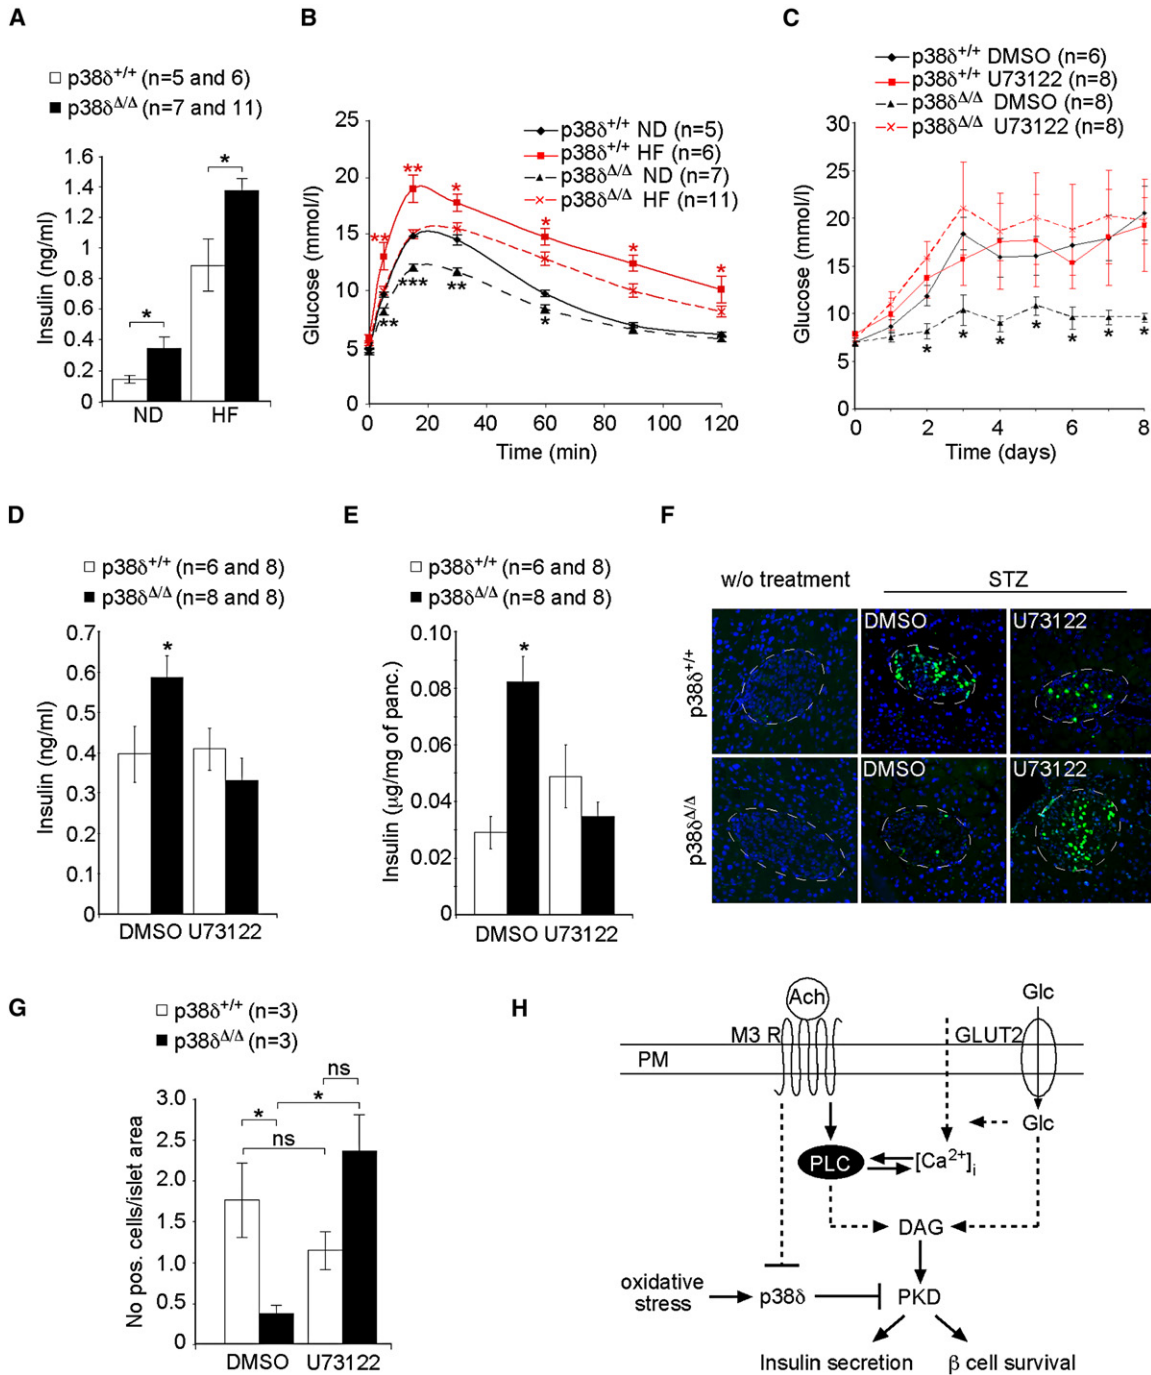 A
p38δ+/+ (n=5 and 6)
p38δΔ/Δ (n=7 and 11)
Insulin (ng/ml)
1.6
1.4
1.2
1
0.8
0.6
0.4
0.2
0
*
*
ND
HF
B
p38δ+/+ ND (n=5)
p38δ+/+ HF (n=6)
p38δΔ/Δ ND (n=7)
p38δΔ/Δ HF (n=11)
Glucose (mmol/l)
25
20
15
10
5
0
**
**
*
*
*
*
**
***
**
*
0 20 40 60 80 100 120
Time (min)
C
p38δ+/+ DMSO (n=6)
p38δ+/+ U73122 (n=8)
p38δΔ/Δ DMSO (n=8)
p38δΔ/Δ U73122 (n=8)
Glucose (mmol/l)
30
25
20
15
10
5
0
* * * * * * *
0 2 4 6 8
Time (days)
D
p38δ+/+ (n=6 and 8)
p38δΔ/Δ (n=8 and 8)
Insulin (ng/ml)
0.7
0.6
0.5
0.4
0.3
0.2
0.1
0
*
DMSO U73122
E
p38δ+/+ (n=6 and 8)
p38δΔ/Δ (n=8 and 8)
Insulin (µg/mg of panc.)
0.10
0.08
0.06
0.04
0.02
0
*
DMSO U73122
F
w/o treatment
STZ
p38δ+/+
DMSO
U73122
p38δΔ/Δ
DMSO
U73122
G
p38δ+/+ (n=3)
p38δΔ/Δ (n=3)
No pos. cells/islet area
3.0
2.5
2.0
1.5
1.0
0.5
0
ns
*
*
ns
DMSO U73122
H
Ach
Glc
M3 R
GLUT2
PM
Glc
PLC
[Ca2+]i
DAG
oxidative
stress
p38δ
PKD
Insulin secretion
β cell survival